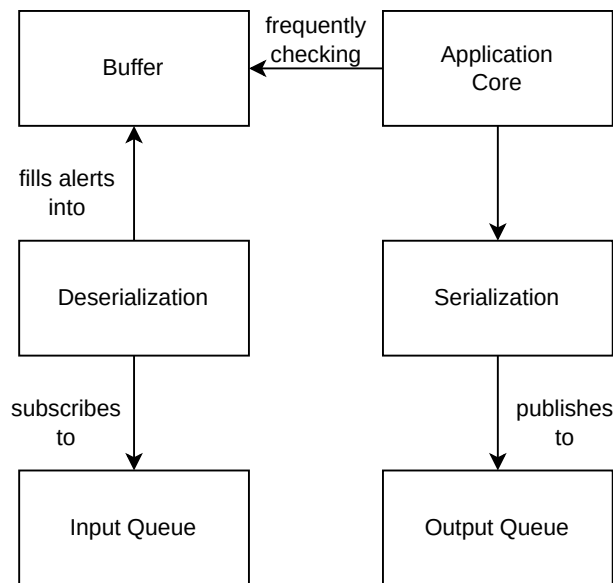 Buffer
frequently
checking
Application
Core
fills alerts
into
Deserialization
Serialization
subscribes
to
publishes
to
Input Queue
Output Queue